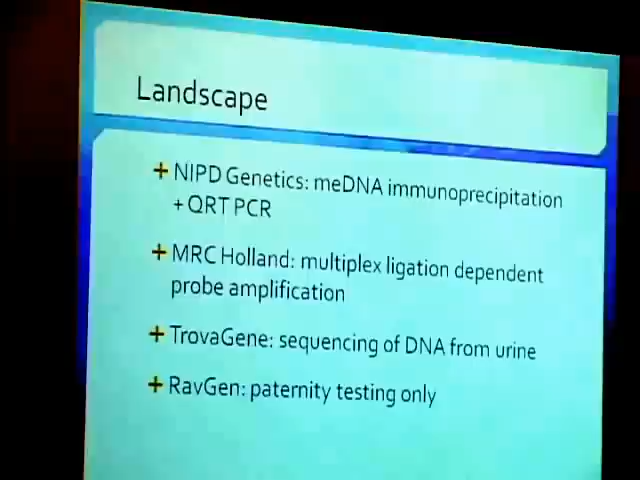 Landscape
+ NIPD Genetics: meDNA immunoprecipitation
+ QRT PCR
+ MRC Holland: multiplex ligation dependent
probe amplification
+ TrovaGene: sequencing of DNA from urine
+ RavGen: paternity testing only